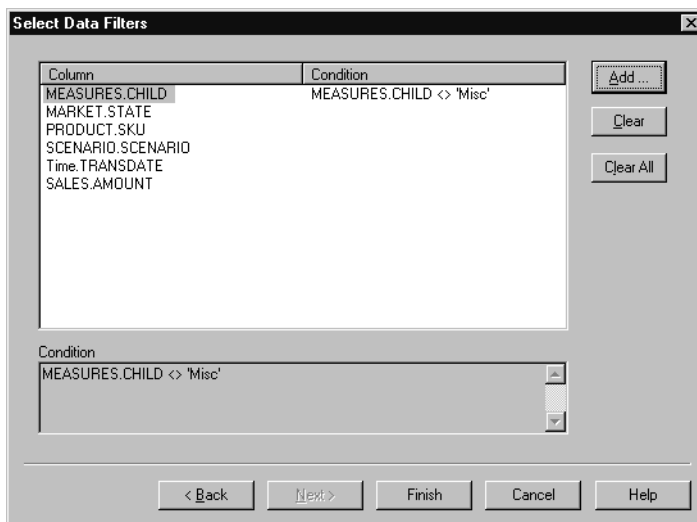 Select Data Filters
Column Condition
MEASURES.CHILD MEASURES.CHILD <> 'Misc'
MARKET.STATE
PRODUCT.SKU
SCENARIO.SCENARIO
Time.TRANSDATE
SALES.AMOUNT
Add ...
Clear
Clear All
Condition
MEASURES.CHILD <> 'Misc'
< Back Next > Finish Cancel Help